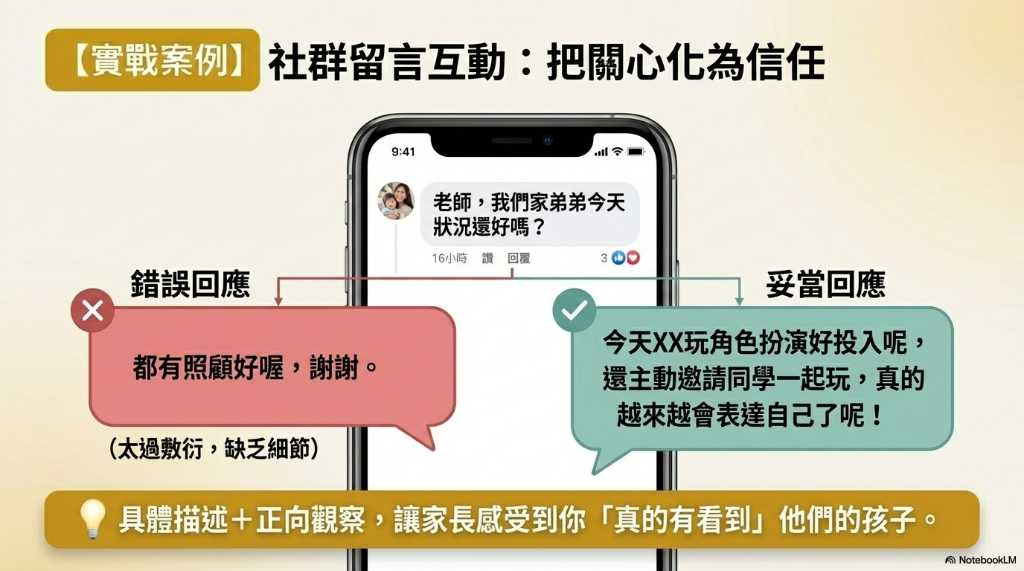 【實戰案例】社群留言互動：把關心化為信任
9:41
老師，我們家弟弟今天
狀況還好嗎？
16小時 讚 回覆 3
錯誤回應
都有照顧好喔，謝謝。
（太過敷衍，缺乏細節）
妥當回應
今天XX玩角色扮演好投入呢，
還主動邀請同學一起玩，真的
越來越會表達自己了呢！
具體描述＋正向觀察，讓家長感受到你「真的有看到」他們的孩子。
NotebookLM